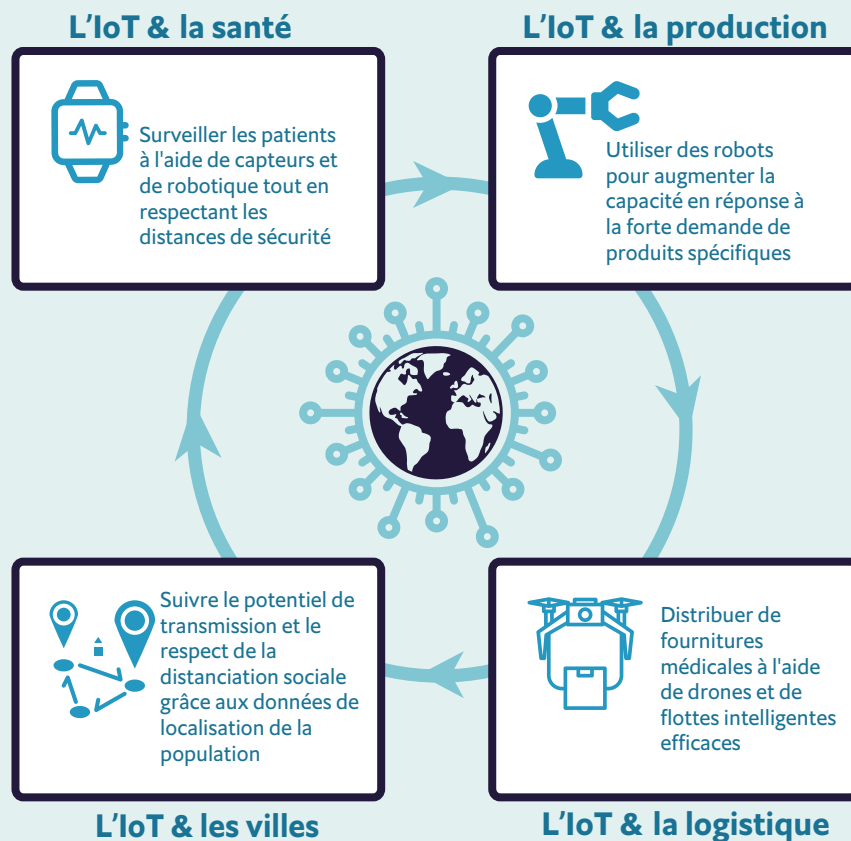 L'IoT & la santé
Surveiller les patients
à l'aide de capteurs et
de robotique tout en
respectant les
distances de sécurité
L'IoT & la production
Utiliser des robots
pour augmenter la
capacité en réponse à
la forte demande de
produits spécifiques
Suivre le potentiel de
transmission et le
respect de la
distanciation sociale
grâce aux données de
localisation de la
population
L'IoT & les villes
Distribuer de
fournitures
médicales à l'aide
de drones et de
flottes intelligentes
efficaces
L'IoT & la logistique